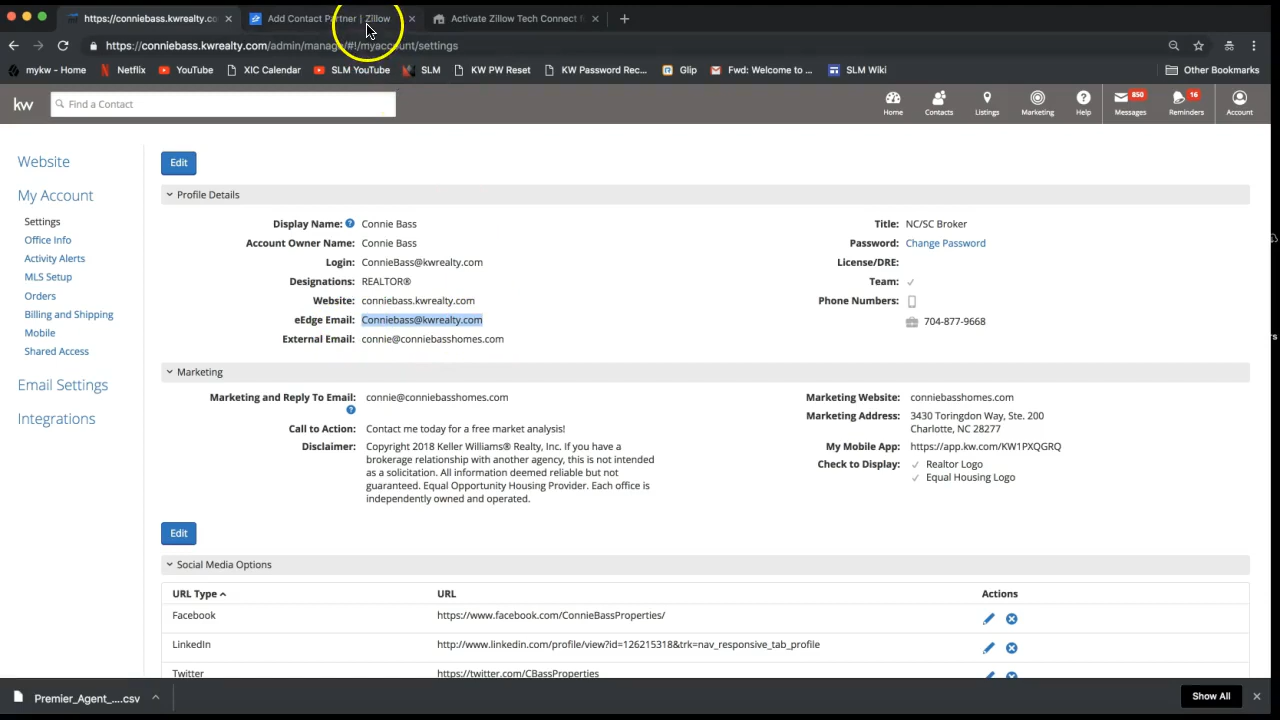 https://conniebass.kwrealty.co
Add Contact Partner | Zillow
Activate Zillow Tech Connect f
https://conniebass.kwrealty.com/admin/manage/#!/myaccount/settings
mykw - Home
Netflix
YouTube
XIC Calendar
SLM YouTube
SLM
KW PW Reset
KW Password Rec...
Glip
Fwd: Welcome to ...
SLM Wiki
Other Bookmarks
kw
Find a Contact
Home
Contacts
Listings
Marketing
Help
850
Messages
16
Reminders
Account
Website
My Account
Settings
Office Info
Activity Alerts
MLS Setup
Orders
Billing and Shipping
Mobile
Shared Access
Email Settings
Integrations
Edit
Profile Details
Display Name: ? Connie Bass
Account Owner Name: Connie Bass
Login: ConnieBass@kwrealty.com
Designations: REALTOR®
Website: conniebass.kwrealty.com
eEdge Email: Conniebass@kwrealty.com
External Email: connie@conniebasshomes.com
Title: NC/SC Broker
Password: Change Password
License/DRE:
Team:
Phone Numbers:
704-877-9668
Marketing
Marketing and Reply To Email: connie@conniebasshomes.com
?
Call to Action: Contact me today for a free market analysis!
Disclaimer: Copyright 2018 Keller Williams® Realty, Inc. If you have a
brokerage relationship with another agency, this is not intended
as a solicitation. All information deemed reliable but not
guaranteed. Equal Opportunity Housing Provider. Each office is
independently owned and operated.
Marketing Website: conniebasshomes.com
Marketing Address: 3430 Toringdon Way, Ste. 200
Charlotte, NC 28277
My Mobile App: https://app.kw.com/KW1PXQGRQ
Check to Display: Realtor Logo
Equal Housing Logo
Edit
Social Media Options
URL Type URL Actions
Facebook https://www.facebook.com/ConnieBassProperties/
LinkedIn http://www.linkedin.com/profile/view?id=126215318&trk=nav_responsive_tab_profile
Twitter https://twitter.com/CBassProperties
Premier_Agent_....csv
Show All